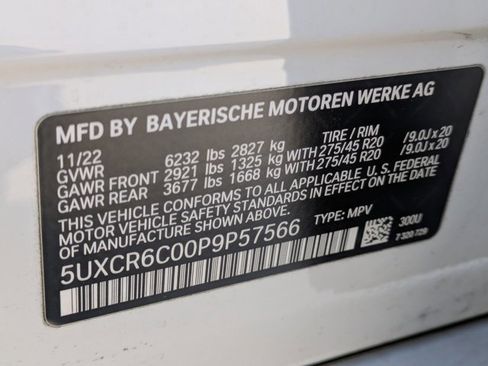 MFD BY BAYERISCHE MOTOREN WERKE AG
11/22 TIRE / RIM
GVWR 6232 lbs 2827 kg
GAWR FRONT 2921 lbs 1325 kg WITH 275/45 R20 /9.0J x 20
GAWR REAR 3677 lbs 1668 kg WITH 275/45 R20 /9.0J x 20
THIS VEHICLE CONFORMS TO ALL APPLICABLE U. S. FEDERAL
MOTOR VEHICLE SAFETY STANDARDS IN EFFECT ON THE
DATE OF MANUFACTURE SHOWN ABOVE.
5UXCR6C00P9P57566 TYPE: MPV
300U
7 320 729